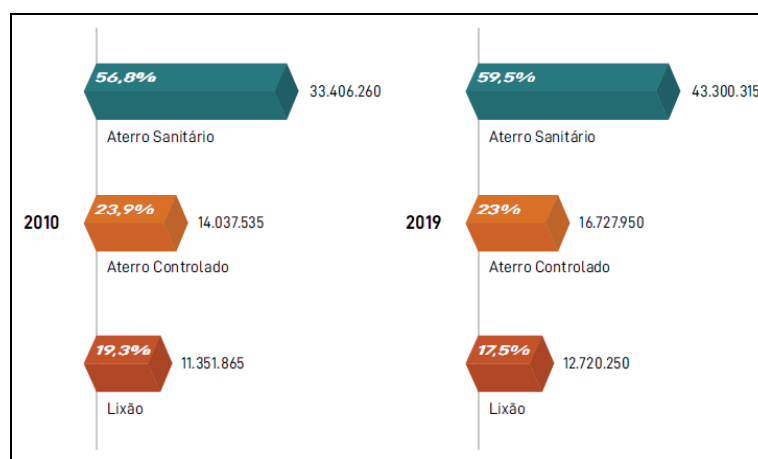 56,8%
33.406.260
Aterro Sanitário
2010
23,9%
14.037.535
Aterro Controlado
19,3%
11.351.865
Lixão
59,5%
43.300.315
Aterro Sanitário
2019
23%
16.727.950
Aterro Controlado
17,5%
12.720.250
Lixão